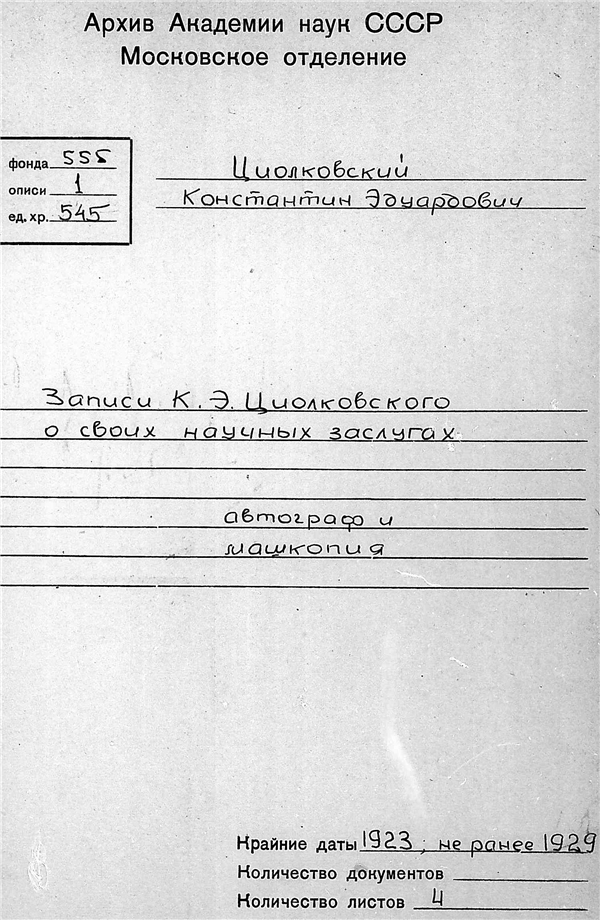 Архив Академии наук СССР
Московское отделение
фонда 555
описи 1
ед. хр. 545
Циолковский
Константин Эдуардович
Записи К.Э. Циолковского
о своих научных заслугах
автограф и
машкопия
Крайние даты 1923; не ранее 1929
Количество документов
Количество листов 4